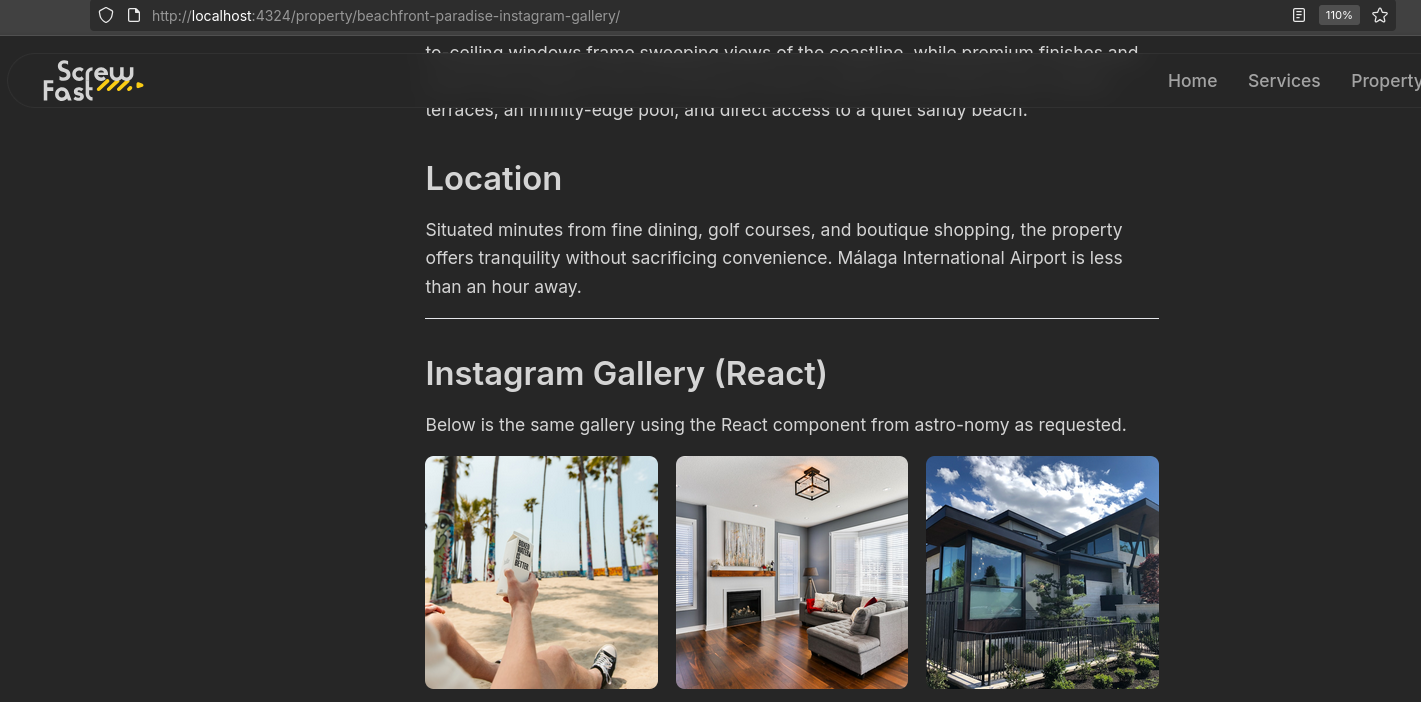 http://localhost:4324/property/beachfront-paradise-instagram-gallery/
110%
to-ceiling windows frame sweeping views of the coastline, while premium finishes and
Screw
Fast
Home Services Property
terraces, an infinity-edge pool, and direct access to a quiet sandy beach.
Location
Situated minutes from fine dining, golf courses, and boutique shopping, the property
offers tranquility without sacrificing convenience. Málaga International Airport is less
than an hour away.
Instagram Gallery (React)
Below is the same gallery using the React component from astro-nomy as requested.
BOXED
WATER
IS
BETTER.